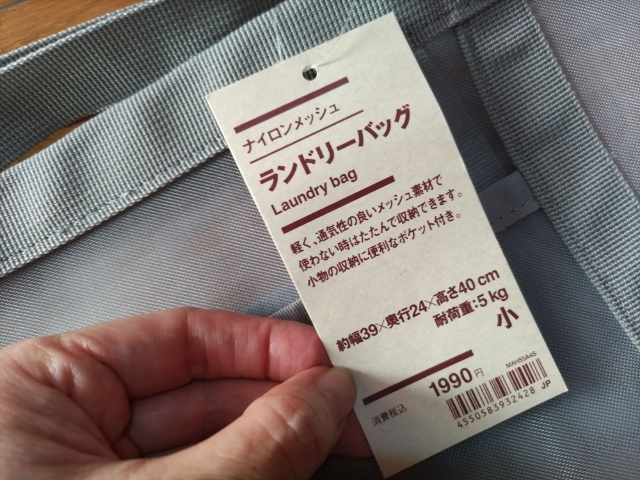 ナイロンメッシュ
ランドリーバッグ
Laundry bag
軽く、通気性の良いメッシュ素材で
使わない時はたたんで収納できます。
小物の収納に便利なポケット付き。
約幅39×奥行24×高さ40cm
耐荷重:5kg
小
消費税込 1990円
MAH55A4S
4550583932428 JP